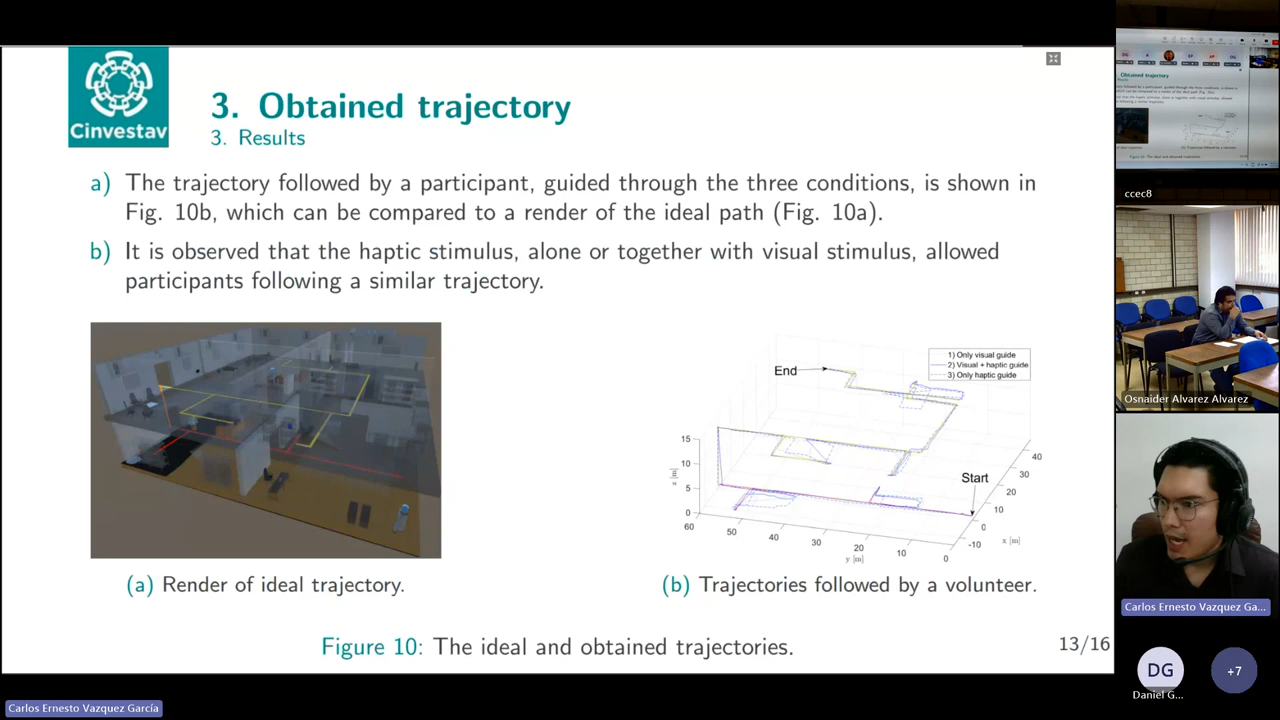 Cinvestav
3. Obtained trajectory
3. Results
a) The trajectory followed by a participant, guided through the three conditions, is shown in
Fig. 10b, which can be compared to a render of the ideal path (Fig. 10a).
b) It is observed that the haptic stimulus, alone or together with visual stimulus, allowed
participants following a similar trajectory.
End
1) Only visual guide
2) Visual + haptic guide
3) Only haptic guide
Start
15
10
5
0
z [m]
60
50
40
30
20
10
0
y [m]
40
30
20
10
0
-10
x [m]
(a) Render of ideal trajectory.
(b) Trajectories followed by a volunteer.
Figure 10: The ideal and obtained trajectories.
13/16
Obtained trajectory
ccec8
Osnaider Alvarez Alvarez
Carlos Ernesto Vazquez Ga...
DG
Daniel G...
+7
Carlos Ernesto Vazquez García